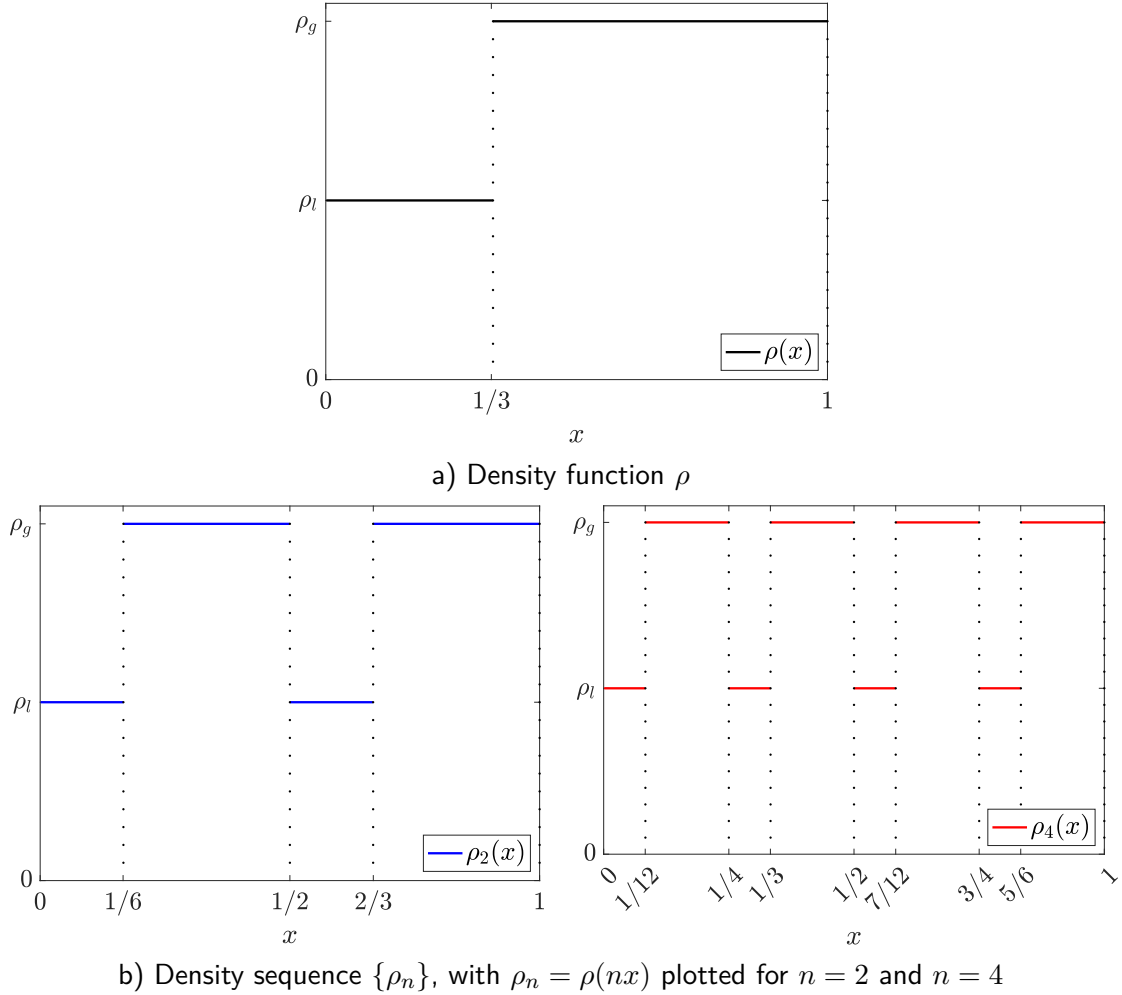 ρ_g
ρ_l
0
0 1/3 1
x
ρ(x)
a) Density function ρ
ρ_g
ρ_l
0
0 1/6 1/2 2/3 1
x
ρ_2(x)
ρ_g
ρ_l
0
0 1/12 1/4 1/3 1/2 7/12 3/4 5/6 1
x
ρ_4(x)
b) Density sequence {ρ_n}, with ρ_n = ρ(nx) plotted for n = 2 and n = 4